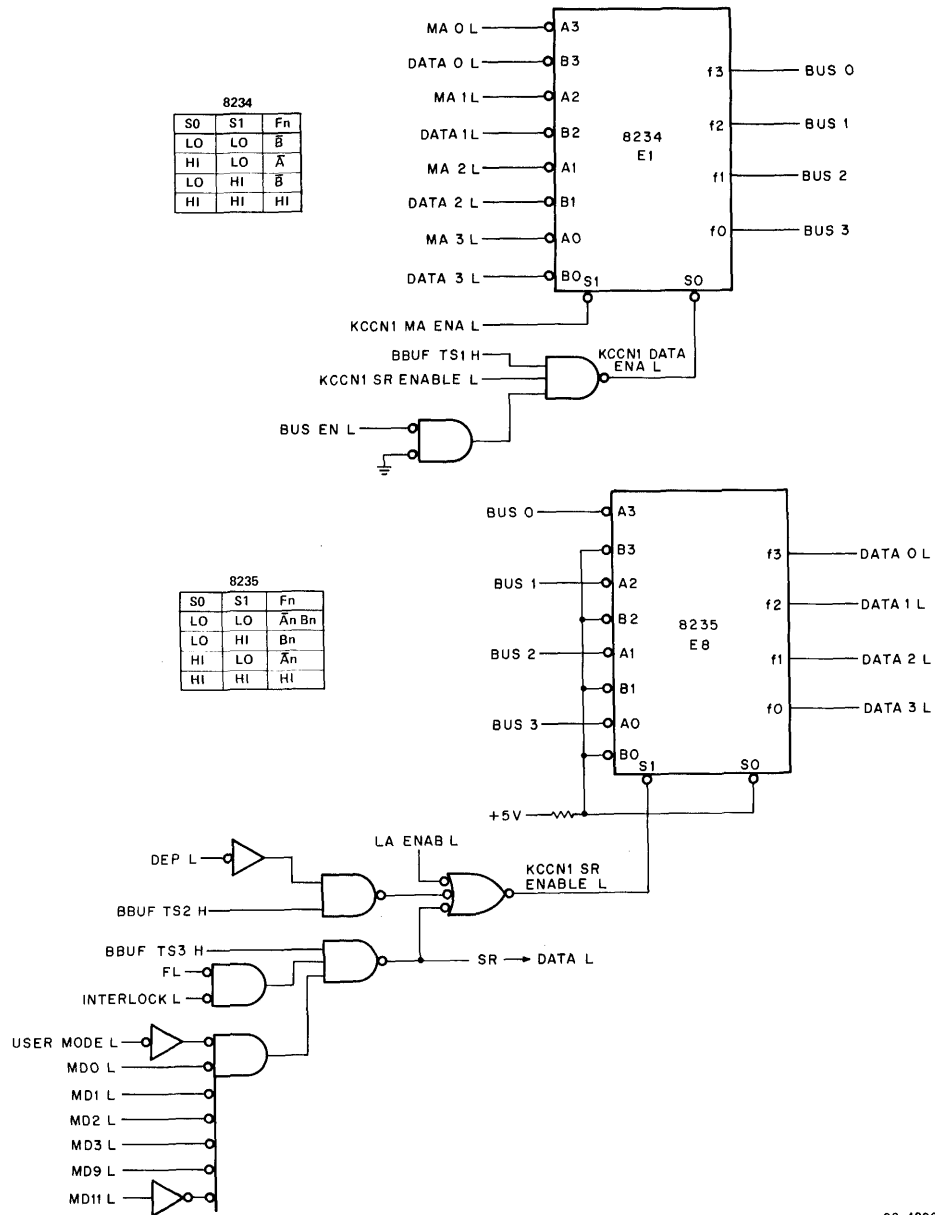 MA 0 L
A3
DATA 0 L
B3
f3
BUS 0
MA 1 L
A2
DATA 1 L
B2
f2
BUS 1
8234
E1
MA 2 L
A1
f1
BUS 2
DATA 2 L
B1
MA 3 L
A0
f0
BUS 3
DATA 3 L
B0
S1
S0
8234
S0 S1 Fn
LO LO B̅
HI LO A̅
LO HI B̅
HI HI HI
KCCN1 MA ENA L
BBUF TS1 H
KCCN1 DATA
ENA L
KCCN1 SR ENABLE L
BUS EN L
BUS 0
A3
B3
f3
DATA 0 L
BUS 1
A2
B2
f2
DATA 1 L
8235
E8
BUS 2
A1
f1
DATA 2 L
B1
BUS 3
A0
f0
DATA 3 L
B0
S1
S0
8235
S0 S1 Fn
LO LO A̅n Bn
LO HI Bn
HI LO A̅n
HI HI HI
+5V
LA ENAB L
DEP L
KCCN1 SR
ENABLE L
BBUF TS2 H
BBUF TS3 H
SR → DATA L
FL
INTERLOCK L
USER MODE L
MD0 L
MD1 L
MD2 L
MD3 L
MD9 L
MD11 L